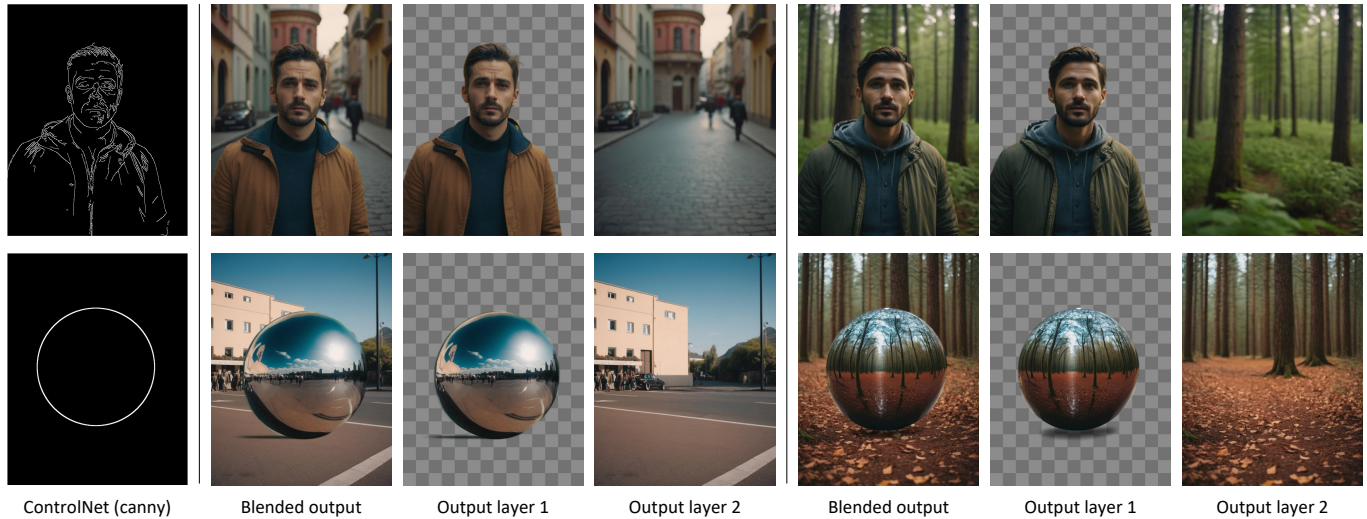 ControlNet (canny)
Blended output
Output layer 1
Output layer 2
Blended output
Output layer 1
Output layer 2